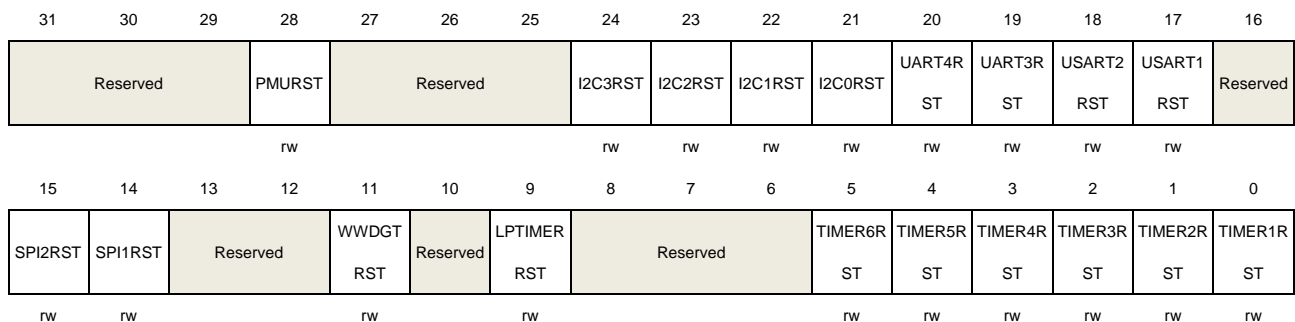 31 30 29 28 27 26 25 24 23 22 21 20 19 18 17 16
Reserved PMURST Reserved I2C3RST I2C2RST I2C1RST I2C0RST UART4R UART3R USART2 USART1 Reserved
ST ST RST RST
rw rw rw rw rw rw rw rw rw
15 14 13 12 11 10 9 8 7 6 5 4 3 2 1 0
SPI2RST SPI1RST Reserved WWDGT Reserved LPTIMER Reserved TIMER6R TIMER5R TIMER4R TIMER3R TIMER2R TIMER1R
RST RST ST ST ST ST ST ST
rw rw rw rw rw rw rw rw rw rw